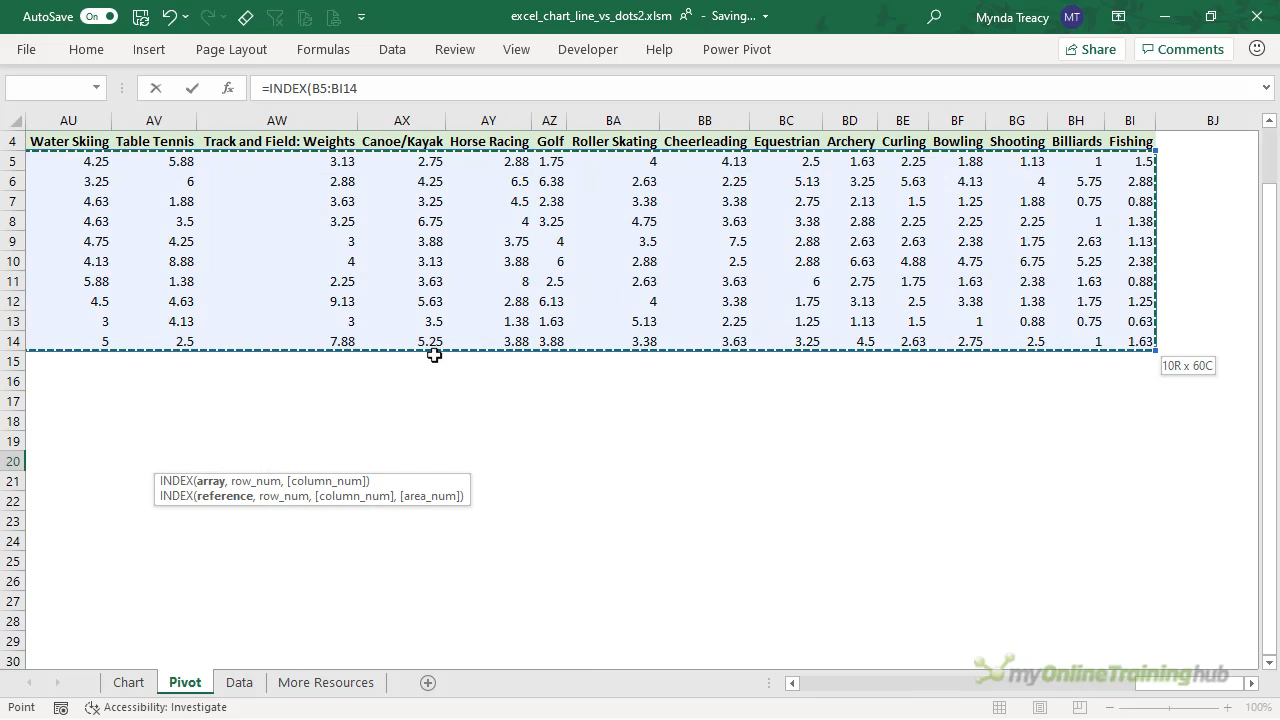 AutoSave On excel_chart_line_vs_dots2.xlsm - Saving... Mynda Treacy MT
File Home Insert Page Layout Formulas Data Review View Developer Help Power Pivot Share Comments
fx =INDEX(B5:BI14
AU AV AW AX AY AZ BA BB BC BD BE BF BG BH BI BJ
4 Water Skiing Table Tennis Track and Field: Weights Canoe/Kayak Horse Racing Golf Roller Skating Cheerleading Equestrian Archery Curling Bowling Shooting Billiards Fishing
5 4.25 5.88 3.13 2.75 2.88 1.75 4 4.13 2.5 1.63 2.25 1.88 1.13 1 1.5
6 3.25 6 2.88 4.25 6.5 6.38 2.63 2.25 5.13 3.25 5.63 4.13 4 5.75 2.88
7 4.63 1.88 3.63 3.25 4.5 2.38 3.38 3.38 2.75 2.13 1.5 1.25 1.88 0.75 0.88
8 4.63 3.5 3.25 6.75 4 3.25 4.75 3.63 3.38 2.88 2.25 2.25 2.25 1 1.38
9 4.75 4.25 3 3.88 3.75 4 3.5 7.5 2.88 2.63 2.63 2.38 1.75 2.63 1.13
10 4.13 8.88 4 3.13 3.88 6 2.88 2.5 2.88 6.63 4.88 4.75 6.75 5.25 2.38
11 5.88 1.38 2.25 3.63 8 2.5 2.63 3.63 6 2.75 1.75 1.63 2.38 1.63 0.88
12 4.5 4.63 9.13 5.63 2.88 6.13 4 3.38 1.75 3.13 2.5 3.38 1.38 1.75 1.25
13 3 4.13 3 3.5 1.38 1.63 5.13 2.25 1.25 1.13 1.5 1 0.88 0.75 0.63
14 5 2.5 7.88 5.25 3.88 3.88 3.38 3.63 3.25 4.5 2.63 2.75 2.5 1 1.63
15
10R x 60C
16
17
18
19
20
21 INDEX(array, row_num, [column_num])
22 INDEX(reference, row_num, [column_num], [area_num])
23
24
25
26
27
28
29
30
myOnlineTraininghub
Chart Pivot Data More Resources
Point Accessibility: Investigate 100%